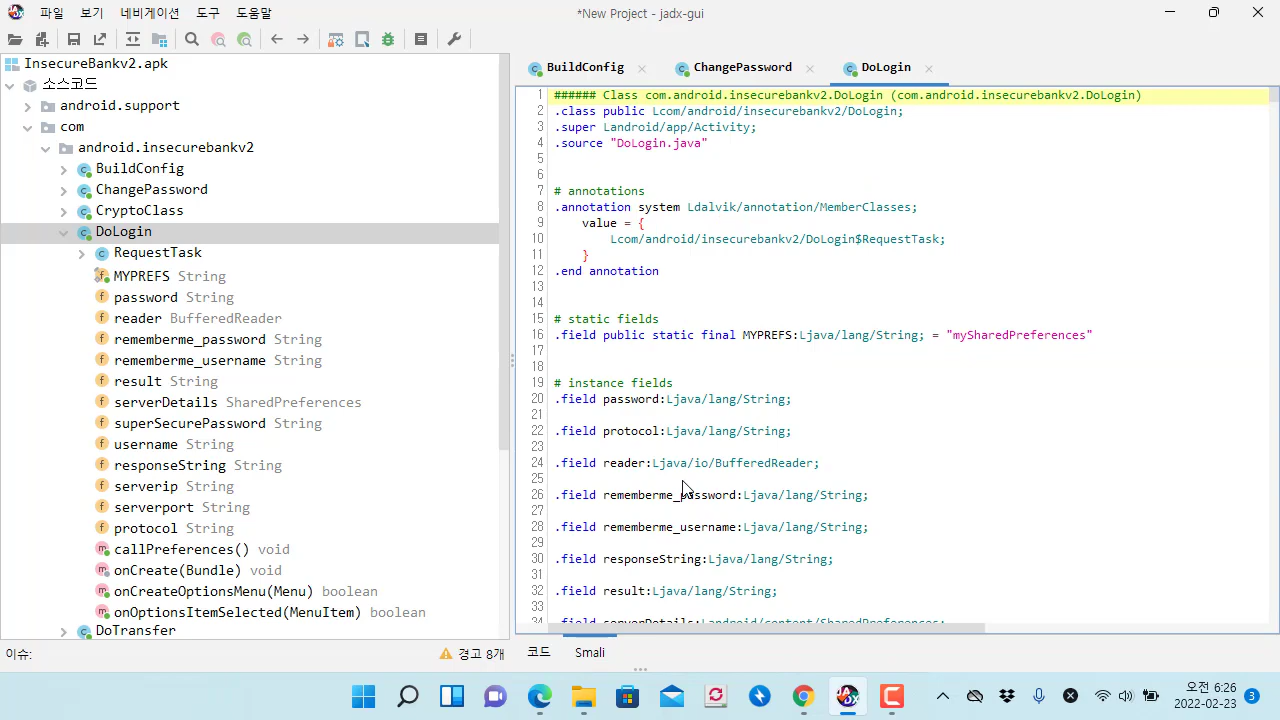 파일 보기 네비게이션 도구 도움말
*New Project - jadx-gui
InsecureBankv2.apk
소스코드
android.support
com
android.insecurebankv2
BuildConfig
ChangePassword
CryptoClass
DoLogin
RequestTask
MYPREFS String
password String
reader BufferedReader
rememberme_password String
rememberme_username String
result String
serverDetails SharedPreferences
superSecurePassword String
username String
responseString String
serverip String
serverport String
protocol String
callPreferences() void
onCreate(Bundle) void
onCreateOptionsMenu(Menu) boolean
onOptionsItemSelected(MenuItem) boolean
DoTransfer
이슈:
경고 8개
BuildConfig ChangePassword DoLogin
1 ###### Class com.android.insecurebankv2.DoLogin (com.android.insecurebankv2.DoLogin)
2 .class public Lcom/android/insecurebankv2/DoLogin;
3 .super Landroid/app/Activity;
4 .source "DoLogin.java"
5
6
7 # annotations
8 .annotation system Ldalvik/annotation/MemberClasses;
9 value = {
10 Lcom/android/insecurebankv2/DoLogin$RequestTask;
11 }
12 .end annotation
13
14
15 # static fields
16 .field public static final MYPREFS:Ljava/lang/String; = "mySharedPreferences"
17
18
19 # instance fields
20 .field password:Ljava/lang/String;
21
22 .field protocol:Ljava/lang/String;
23
24 .field reader:Ljava/io/BufferedReader;
25
26 .field rememberme_password:Ljava/lang/String;
27
28 .field rememberme_username:Ljava/lang/String;
29
30 .field responseString:Ljava/lang/String;
31
32 .field result:Ljava/lang/String;
33
.field serverDetails:Landroid/content/SharedPreferences;
코드 Smali
오전 6:26
2022-02-23
3